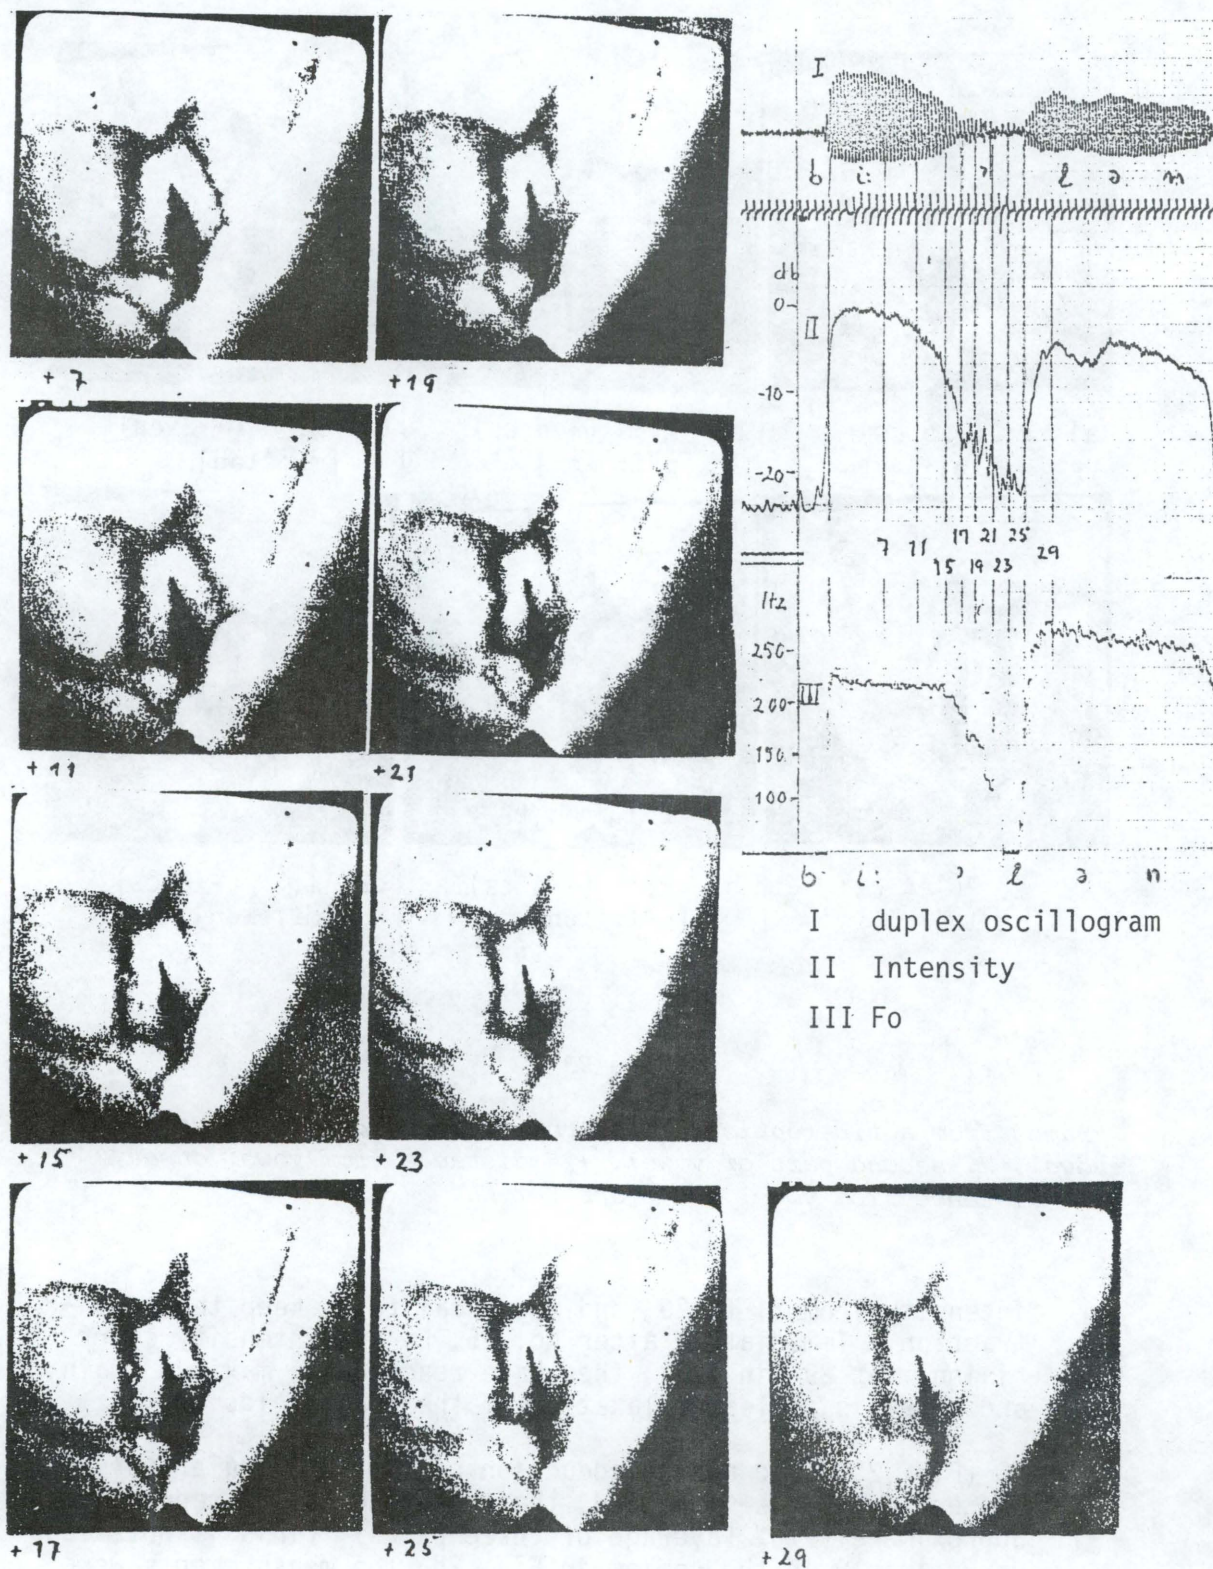 +7
+19
+11
+21
+15
+23
+17
+25
+29
I
b i: ˀ l ə n
db
0-
II
-10-
-20-
7 11 17 21 25
15 19 23 29
Hz
250-
200-
III
150-
100-
b i: ˀ l ə n
I duplex oscillogram
II Intensity
III Fo